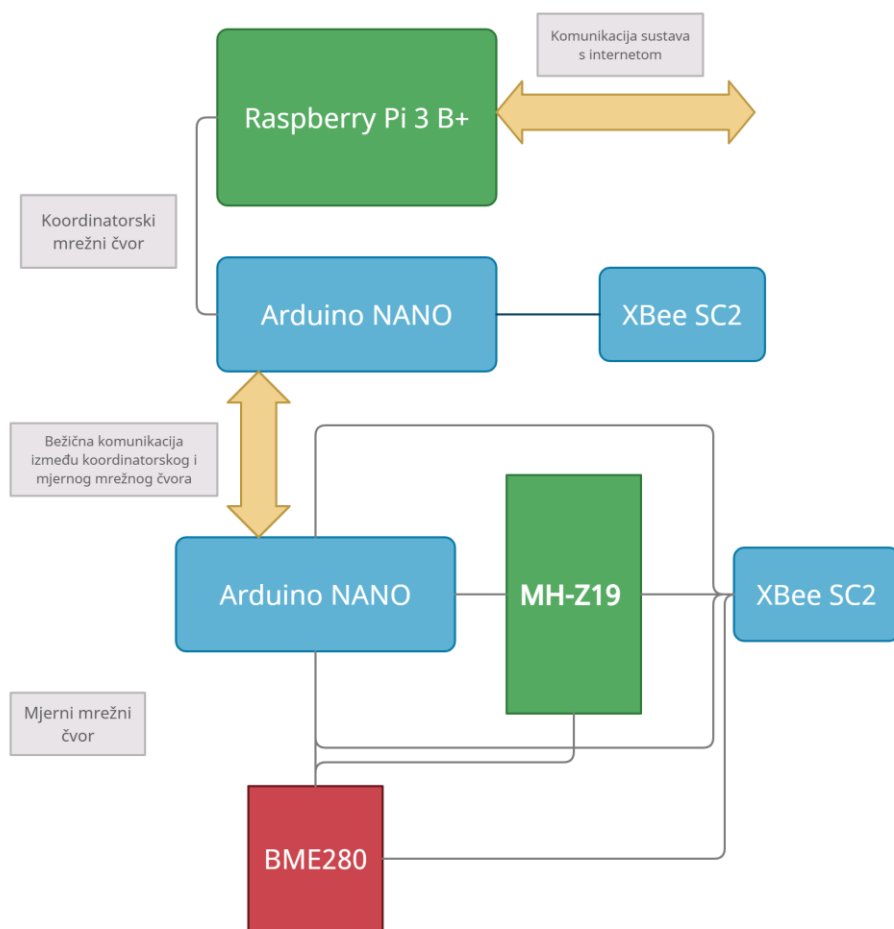 Komunikacija sustava
s internetom
Raspberry Pi 3 B+
Koordinatorski
mrežni čvor
Arduino NANO
XBee SC2
Bežična komunikacija
između koordinatorskog i
mjernog mrežnog čvora
Arduino NANO
MH-Z19
XBee SC2
Mjerni mrežni
čvor
BME280